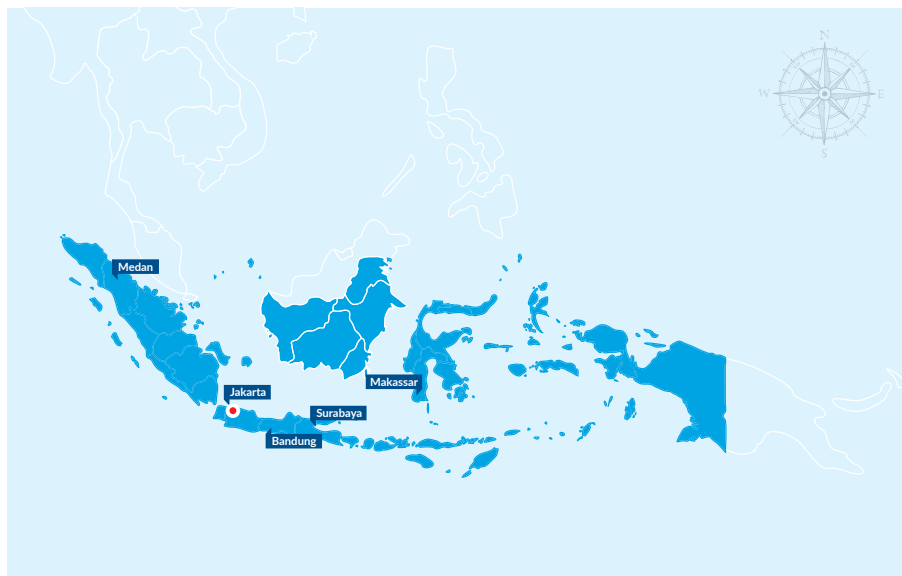 N
W
E
S
Medan
Makassar
Jakarta
Surabaya
Bandung